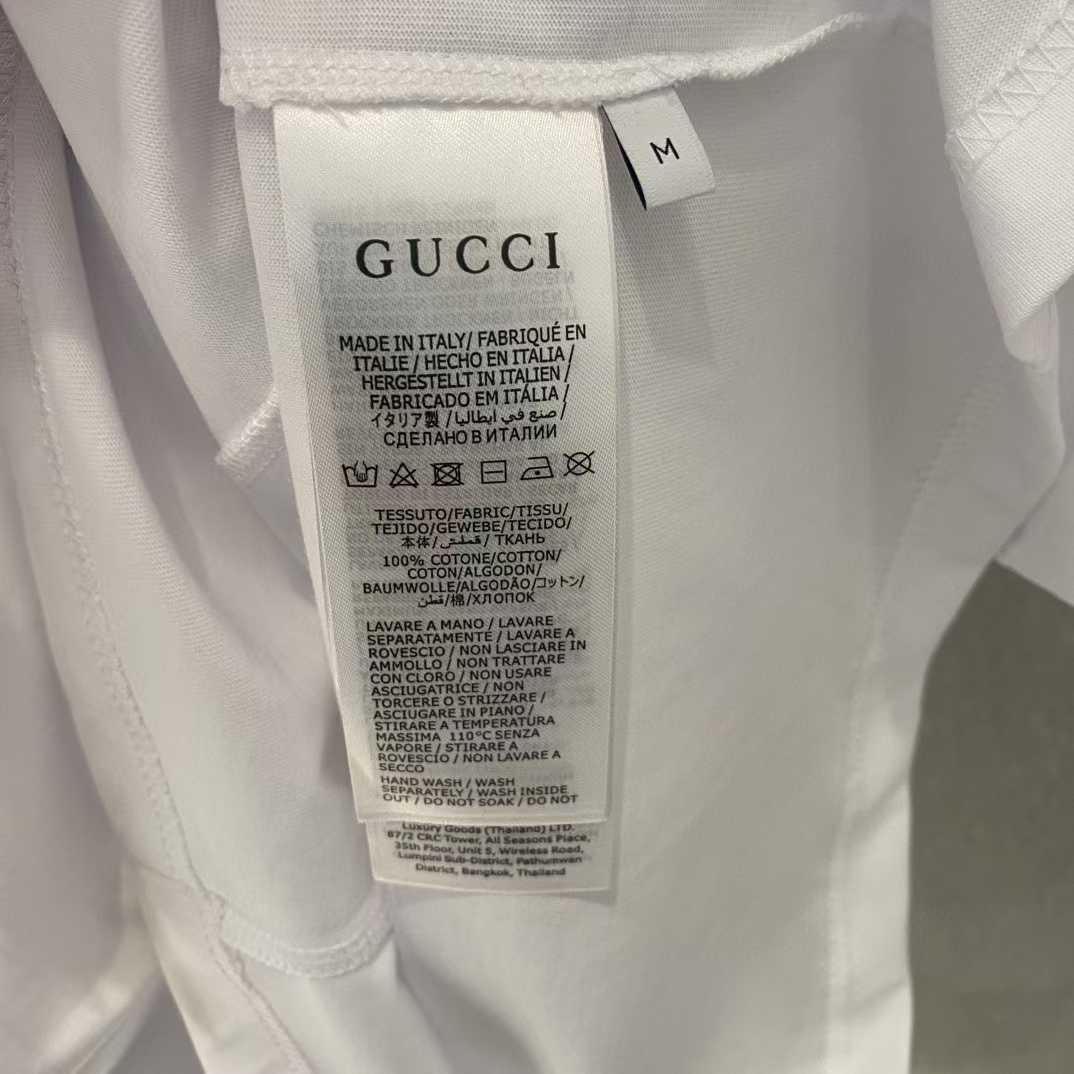 M
GUCCI
MADE IN ITALY/ FABRIQUÉ EN
ITALIE / HECHO EN ITALIA /
HERGESTELLT IN ITALIEN /
FABRICADO EM ITÁLIA /
イタリア製 / صنع في ايطاليا /
СДЕЛАНО В ИТАЛИИ
TESSUTO/FABRIC/TISSU/
TEJIDO/GEWEBE/TECIDO/
本体/ قملش/ ТКАНЬ
100% COTONE/COTTON/
COTON/ALGODON/
BAUMWOLLE/ALGODÃO/コットン/
قطن/棉/ХЛОПОК
LAVARE A MANO / LAVARE
SEPARATAMENTE / LAVARE A
ROVESCIO / NON LASCIARE IN
AMMOLLO / NON TRATTARE
CON CLORO / NON USARE
ASCIUGATRICE / NON
TORCERE O STRIZZARE /
ASCIUGARE IN PIANO /
STIRARE A TEMPERATURA
MASSIMA 110°C SENZA
VAPORE / STIRARE A
ROVESCIO / NON LAVARE A
SECCO
HAND WASH / WASH
SEPARATELY / WASH INSIDE
OUT / DO NOT SOAK / DO NOT
Luxury Goods (Thailand) LTD.
87/2 CRC Tower, All Seasons Place,
35th Floor, Unit 5, Wireless Road,
Lumpini Sub-District, Pathumwan
District, Bangkok, Thailand